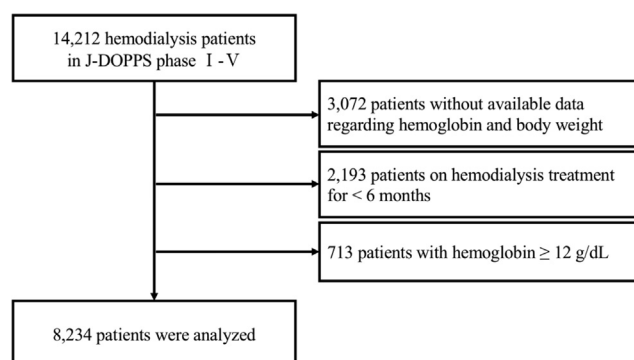 14,212 hemodialysis patients
in J-DOPPS phase Ⅰ-Ⅴ
3,072 patients without available data
regarding hemoglobin and body weight
2,193 patients on hemodialysis treatment
for < 6 months
713 patients with hemoglobin ≥ 12 g/dL
8,234 patients were analyzed